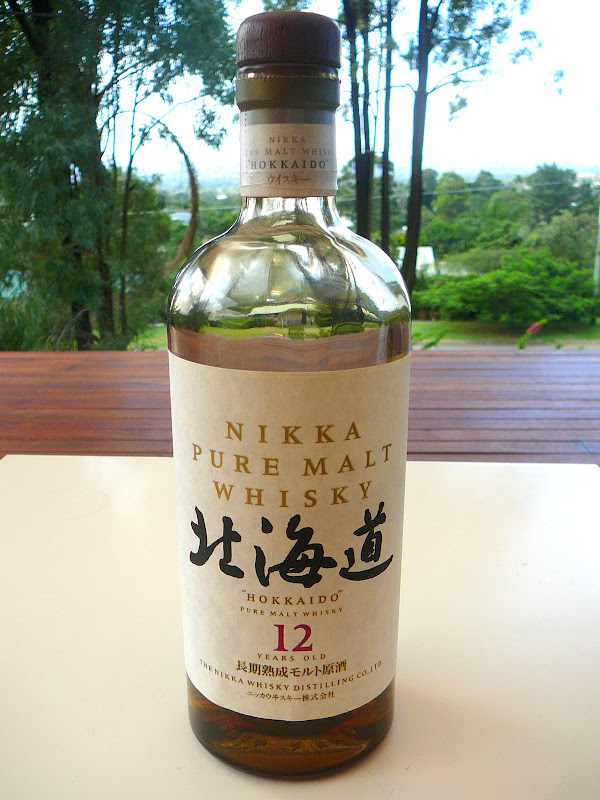 NIKKA
PURE MALT WHISKY
"HOKKAIDO"
ウイスキー
NIKKA
PURE MALT
WHISKY
北海道
"HOKKAIDO"
PURE MALT WHISKY
12
YEARS OLD
長期熟成モルト原酒
THE NIKKA WHISKY DISTILLING CO., LTD.
ニッカウヰスキー株式会社